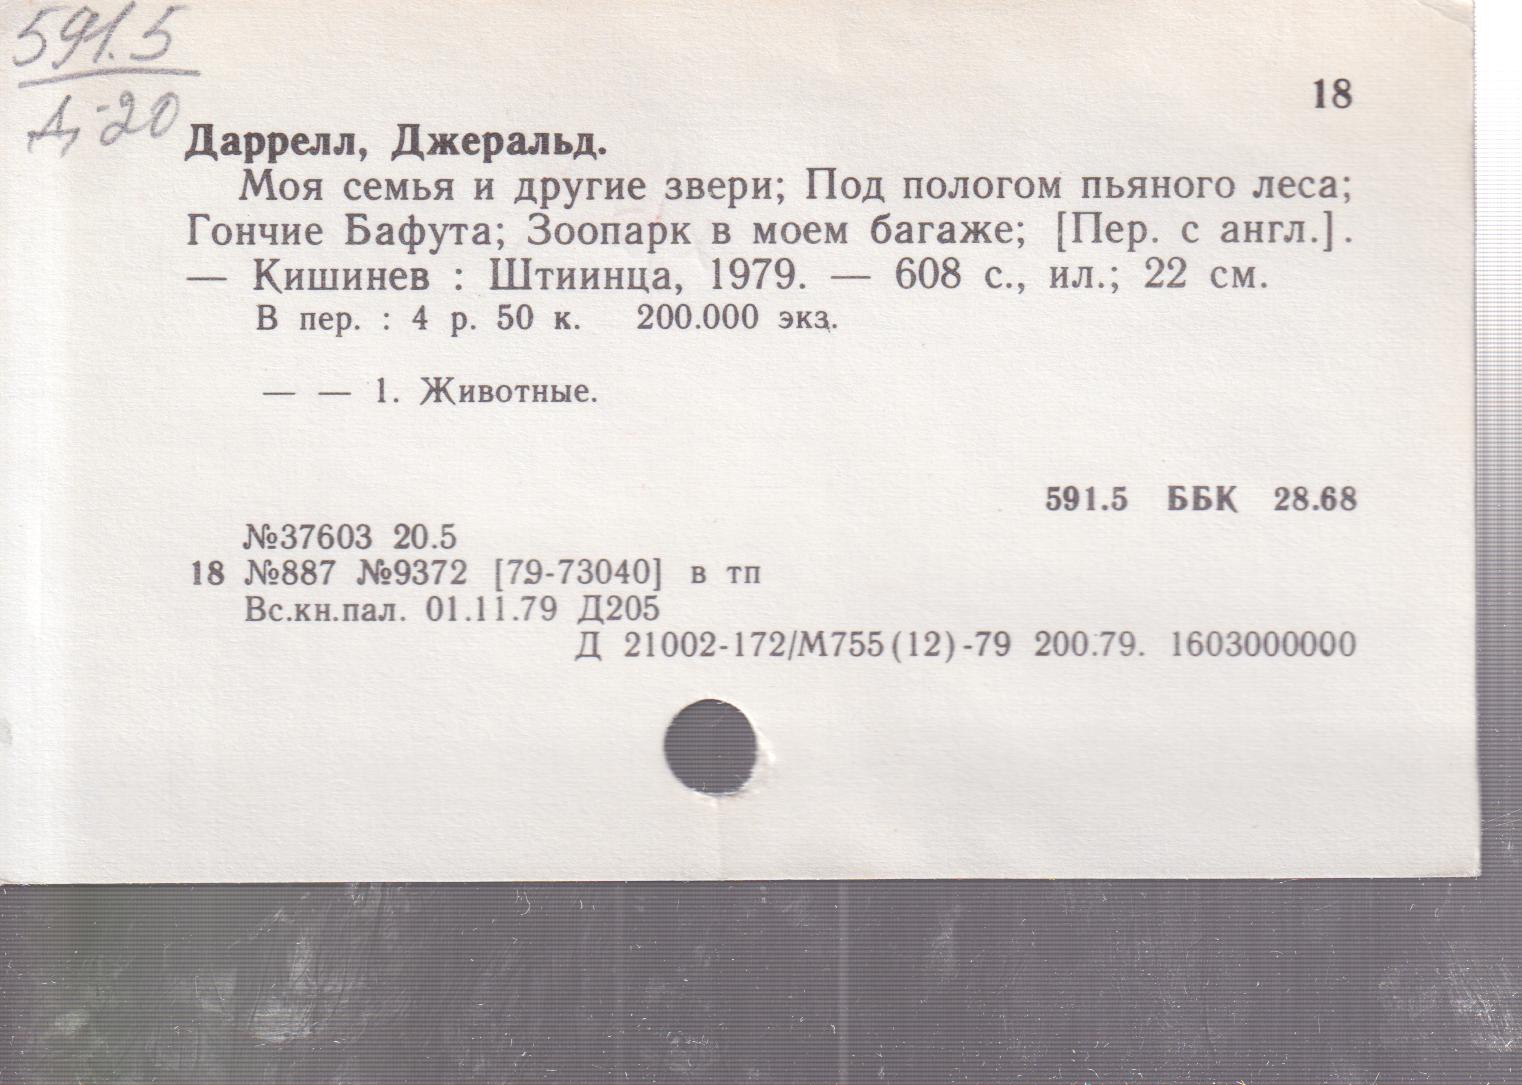 591.5
Д-20
18
Даррелл, Джеральд.
Моя семья и другие звери; Под пологом пьяного леса;
Гончие Бафута; Зоопарк в моем багаже; [Пер. с англ.].
— Кишинев : Штиинца, 1979. — 608 с., ил.; 22 см.
В пер. : 4 р. 50 к. 200.000 экз.
— — 1. Животные.
591.5 ББК 28.68
№37603 20.5
18 №887 №9372 [79-73040] в тп
Вс.кн.пал. 01.11.79 Д205
Д 21002-172/М755(12)-79 200.79. 1603000000